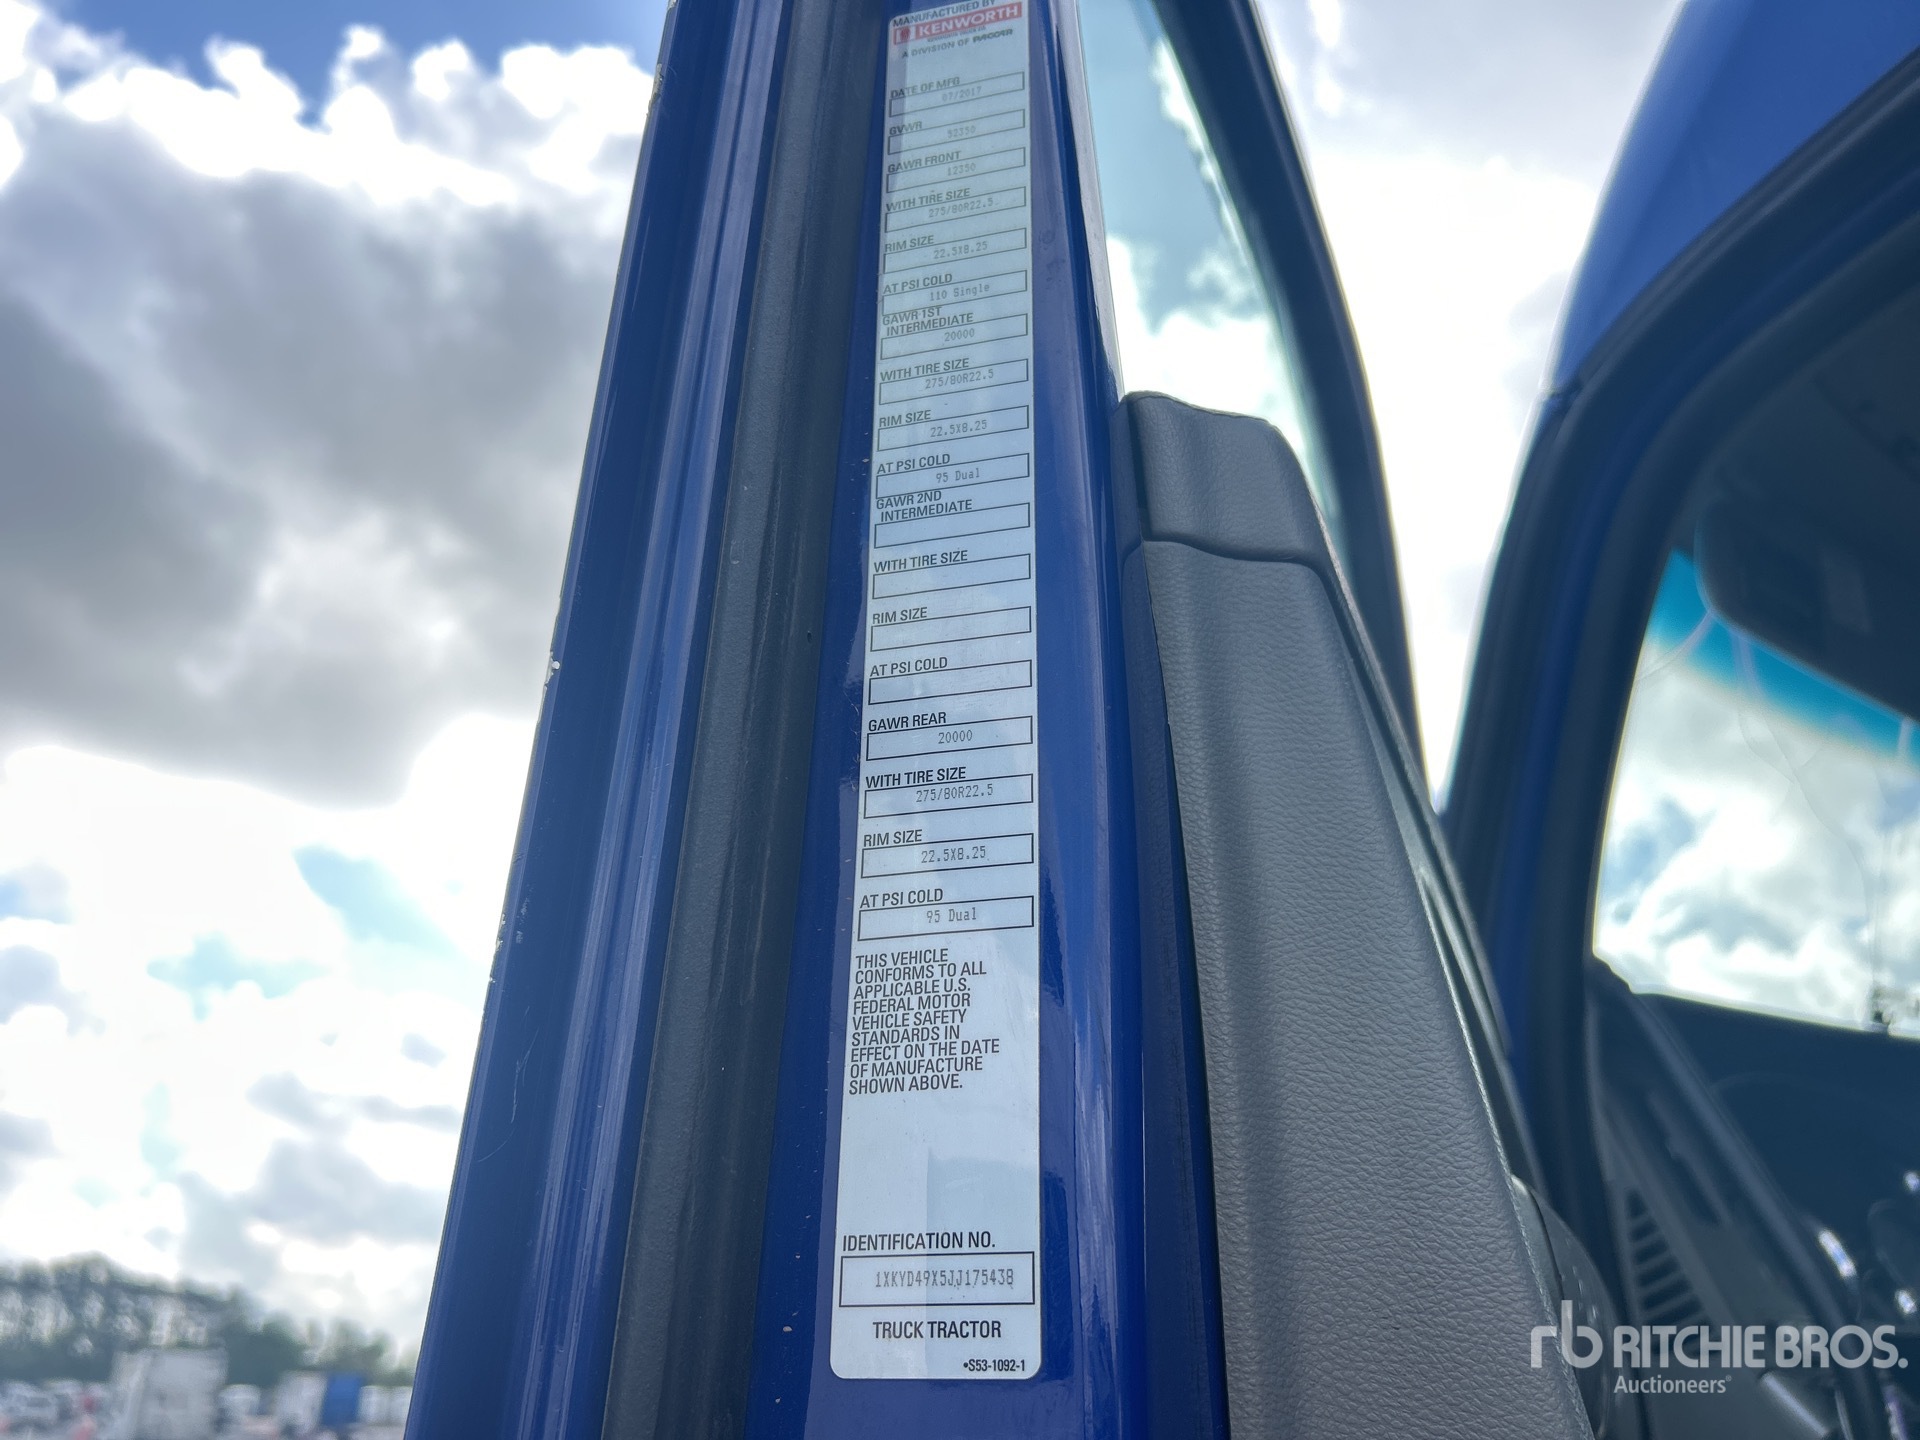 MANUFACTURED BY
KENWORTH
A DIVISION OF PACCAR
DATE OF MFG
07/2017
GVWR
52350
GAWR FRONT
12350
WITH TIRE SIZE
275/80R22.5
RIM SIZE
22.5X8.25
AT PSI COLD
110 Single
GAWR 1ST
INTERMEDIATE
20000
WITH TIRE SIZE
275/80R22.5
RIM SIZE
22.5X8.25
AT PSI COLD
95 Dual
GAWR 2ND
INTERMEDIATE
WITH TIRE SIZE
RIM SIZE
AT PSI COLD
GAWR REAR
20000
WITH TIRE SIZE
275/80R22.5
RIM SIZE
22.5X8.25
AT PSI COLD
95 Dual
THIS VEHICLE
CONFORMS TO ALL
APPLICABLE U.S.
FEDERAL MOTOR
VEHICLE SAFETY
STANDARDS IN
EFFECT ON THE DATE
OF MANUFACTURE
SHOWN ABOVE.
IDENTIFICATION NO.
1XKYD49X5JJ175438
TRUCK TRACTOR
•S53-1092-1
rb RITCHIE BROS.
Auctioneers